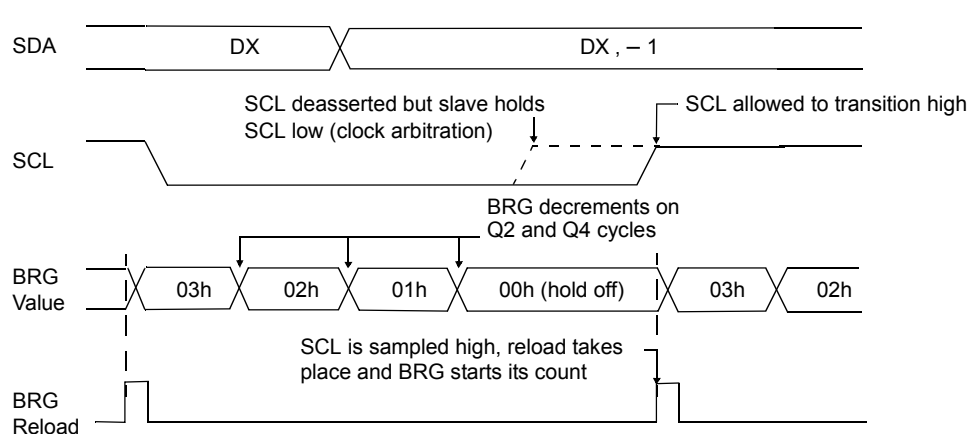 SDA
DX
DX , – 1
SCL deasserted but slave holds
SCL low (clock arbitration)
SCL allowed to transition high
SCL
BRG decrements on
Q2 and Q4 cycles
BRG
Value
03h
02h
01h
00h (hold off)
03h
02h
SCL is sampled high, reload takes
place and BRG starts its count
BRG
Reload